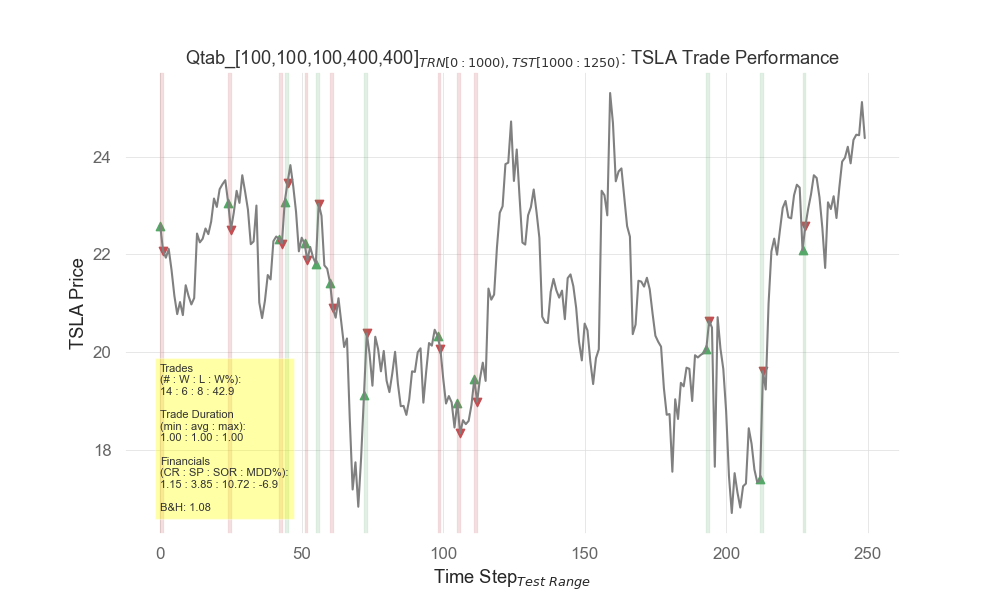 Qtab_[100,100,100,400,400]TRN[0 : 1000), TST[1000 : 1250): TSLA Trade Performance
TSLA Price
24
22
20
18
Trades
(# : W : L : W%):
14 : 6 : 8 : 42.9
Trade Duration
(min : avg : max):
1.00 : 1.00 : 1.00
Financials
(CR : SP : SOR : MDD%):
1.15 : 3.85 : 10.72 : -6.9
B&H: 1.08
0 50 100 150 200 250
Time StepTest Range